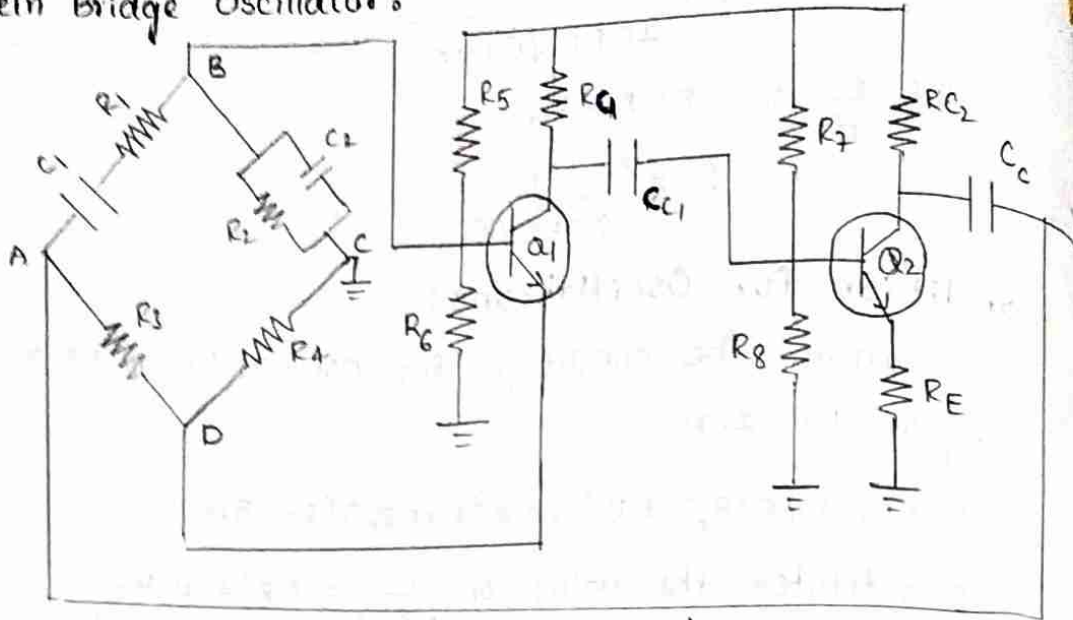 Bridge Oscillator:
B
R1
C1
C2
R2
A
C
R3
R4
D
R5
RC1
CC1
Q1
R6
R7
RC2
Cc
Q2
R8
RE